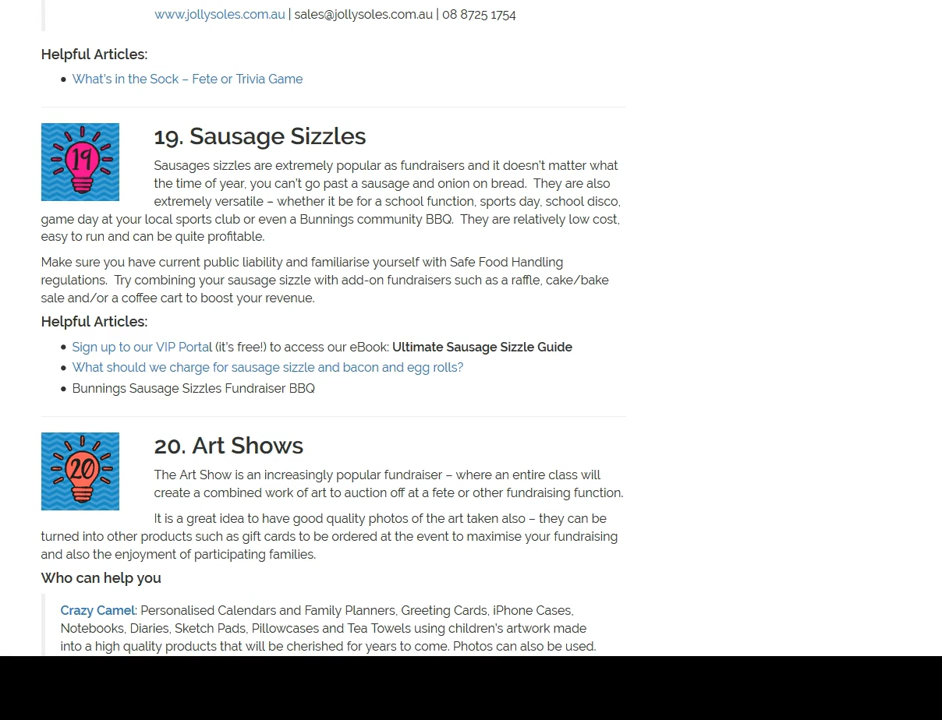 www.jollysoles.com.au | sales@jollysoles.com.au | 08 8725 1754
Helpful Articles:
• What's in the Sock – Fete or Trivia Game
19
19. Sausage Sizzles
Sausages sizzles are extremely popular as fundraisers and it doesn't matter what
the time of year, you can't go past a sausage and onion on bread.  They are also
extremely versatile – whether it be for a school function, sports day, school disco,
game day at your local sports club or even a Bunnings community BBQ.  They are relatively low cost,
easy to run and can be quite profitable.
Make sure you have current public liability and familiarise yourself with Safe Food Handling
regulations.  Try combining your sausage sizzle with add-on fundraisers such as a raffle, cake/bake
sale and/or a coffee cart to boost your revenue.
Helpful Articles:
• Sign up to our VIP Portal (it's free!) to access our eBook: Ultimate Sausage Sizzle Guide
• What should we charge for sausage sizzle and bacon and egg rolls?
• Bunnings Sausage Sizzles Fundraiser BBQ
20
20. Art Shows
The Art Show is an increasingly popular fundraiser – where an entire class will
create a combined work of art to auction off at a fete or other fundraising function.
It is a great idea to have good quality photos of the art taken also – they can be
turned into other products such as gift cards to be ordered at the event to maximise your fundraising
and also the enjoyment of participating families.
Who can help you
Crazy Camel: Personalised Calendars and Family Planners, Greeting Cards, iPhone Cases,
Notebooks, Diaries, Sketch Pads, Pillowcases and Tea Towels using children's artwork made
into a high quality products that will be cherished for years to come. Photos can also be used.